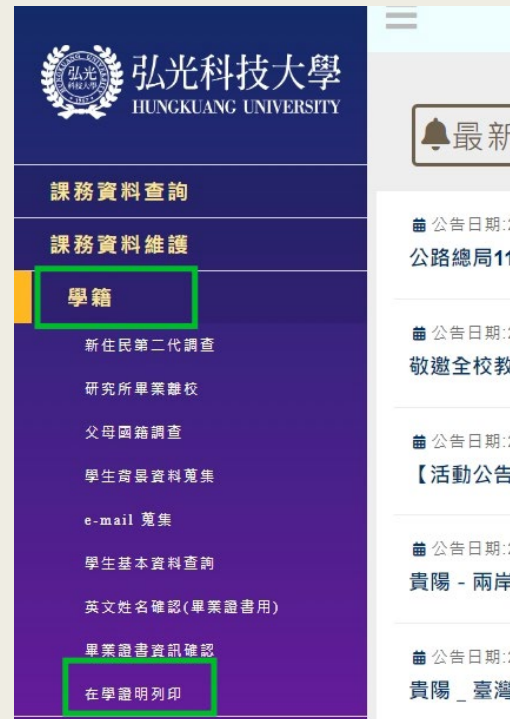 弘光科技大學
HUNGKUANG UNIVERSITY
課務資料查詢
課務資料維護
學籍
新住民第二代調查
研究所畢業離校
父母國籍調查
學生背景資料蒐集
e-mail 蒐集
學生基本資料查詢
英文姓名確認(畢業證書用)
畢業證書資訊確認
在學證明列印
最新
公告日期:2
公路總局11
公告日期:2
敬邀全校教
公告日期:2
【活動公告
公告日期:2
貴陽 - 兩岸
公告日期:2
貴陽 _ 臺灣